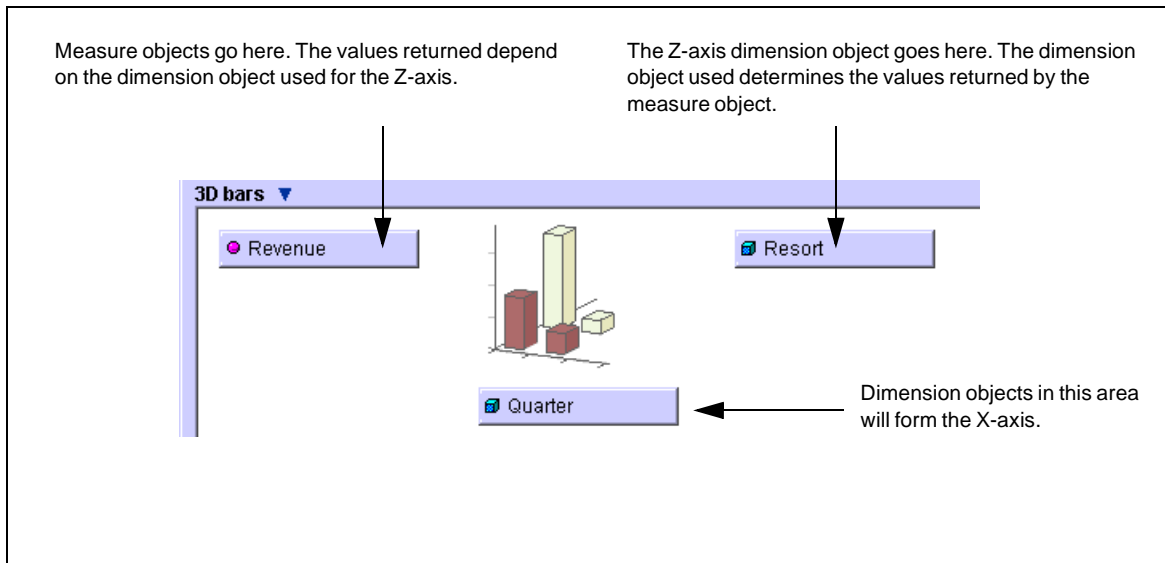 Measure objects go here. The values returned depend
on the dimension object used for the Z-axis.
The Z-axis dimension object goes here. The dimension
object used determines the values returned by the
measure object.
3D bars
Revenue
Resort
Quarter
Dimension objects in this area
will form the X-axis.